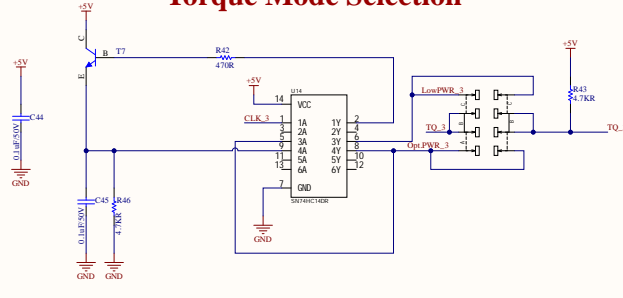 Torque Mode Selection
+5V
C
B
T7
E
R42
470R
+5V
C44
0.1uF/50V
GND
C45
0.1uF/50V
R46
4.7KR
GND
GND
+5V
U14
14
VCC
CLK_3
1
1A
1Y
2
3
2A
2Y
4
5
3A
3Y
6
9
4A
4Y
8
11
5A
5Y
10
13
6A
6Y
12
7
GND
SN74HC14DR
GND
LowPWR_3
TQ_3
Opt.PWR_3
B
A
B
+5V
R43
4.7KR
TQ_